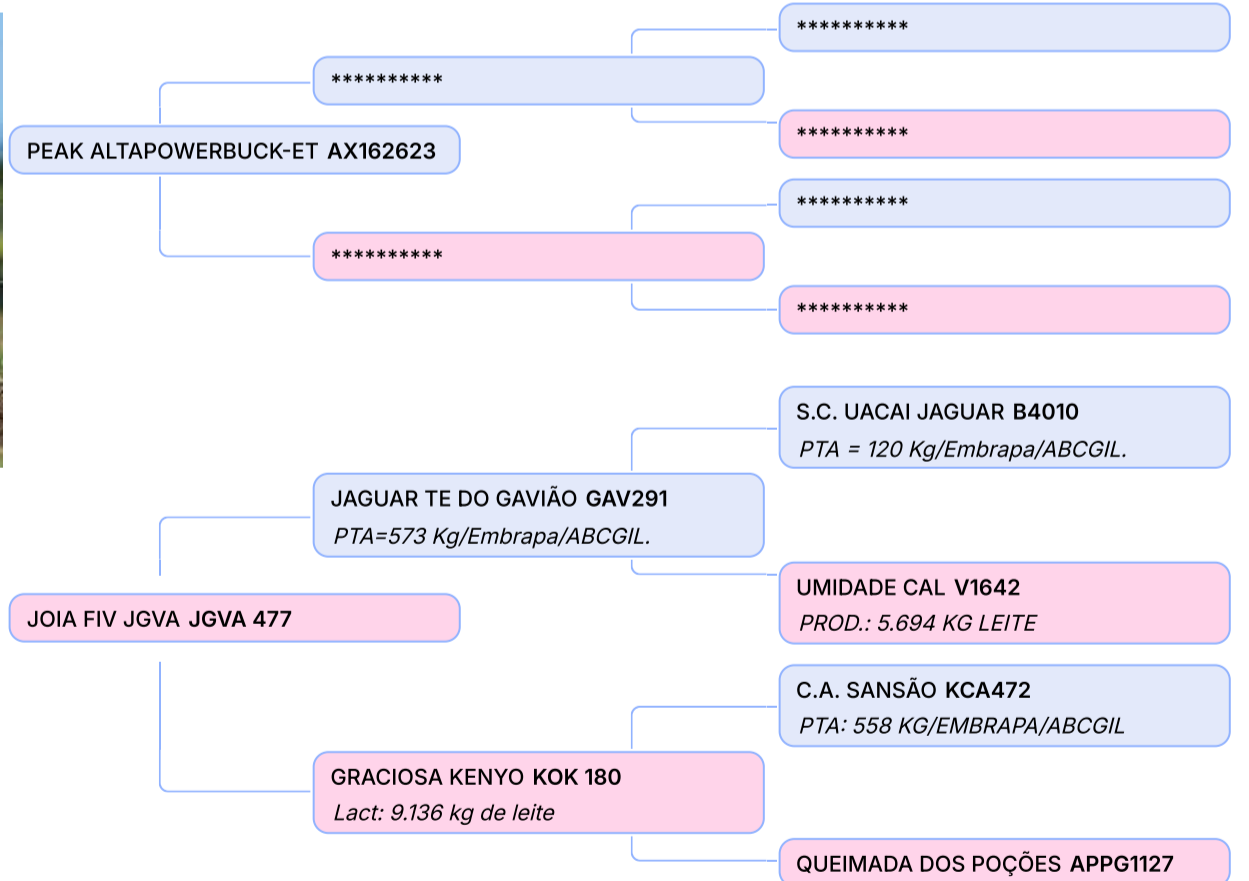 **********
**********
**********
PEAK ALTAPOWERBUCK-ET AX162623
**********
**********
**********
S.C. UACAI JAGUAR B4010
PTA = 120 Kg/Embrapa/ABCGIL.
JAGUAR TE DO GAVIÃO GAV291
PTA=573 Kg/Embrapa/ABCGIL.
UMIDADE CAL V1642
PROD.: 5.694 KG LEITE
JOIA FIV JGVA JGVA 477
C.A. SANSÃO KCA472
PTA: 558 KG/EMBRAPA/ABCGIL
GRACIOSA KENYO KOK 180
Lact: 9.136 kg de leite
QUEIMADA DOS POÇÕES APPG1127